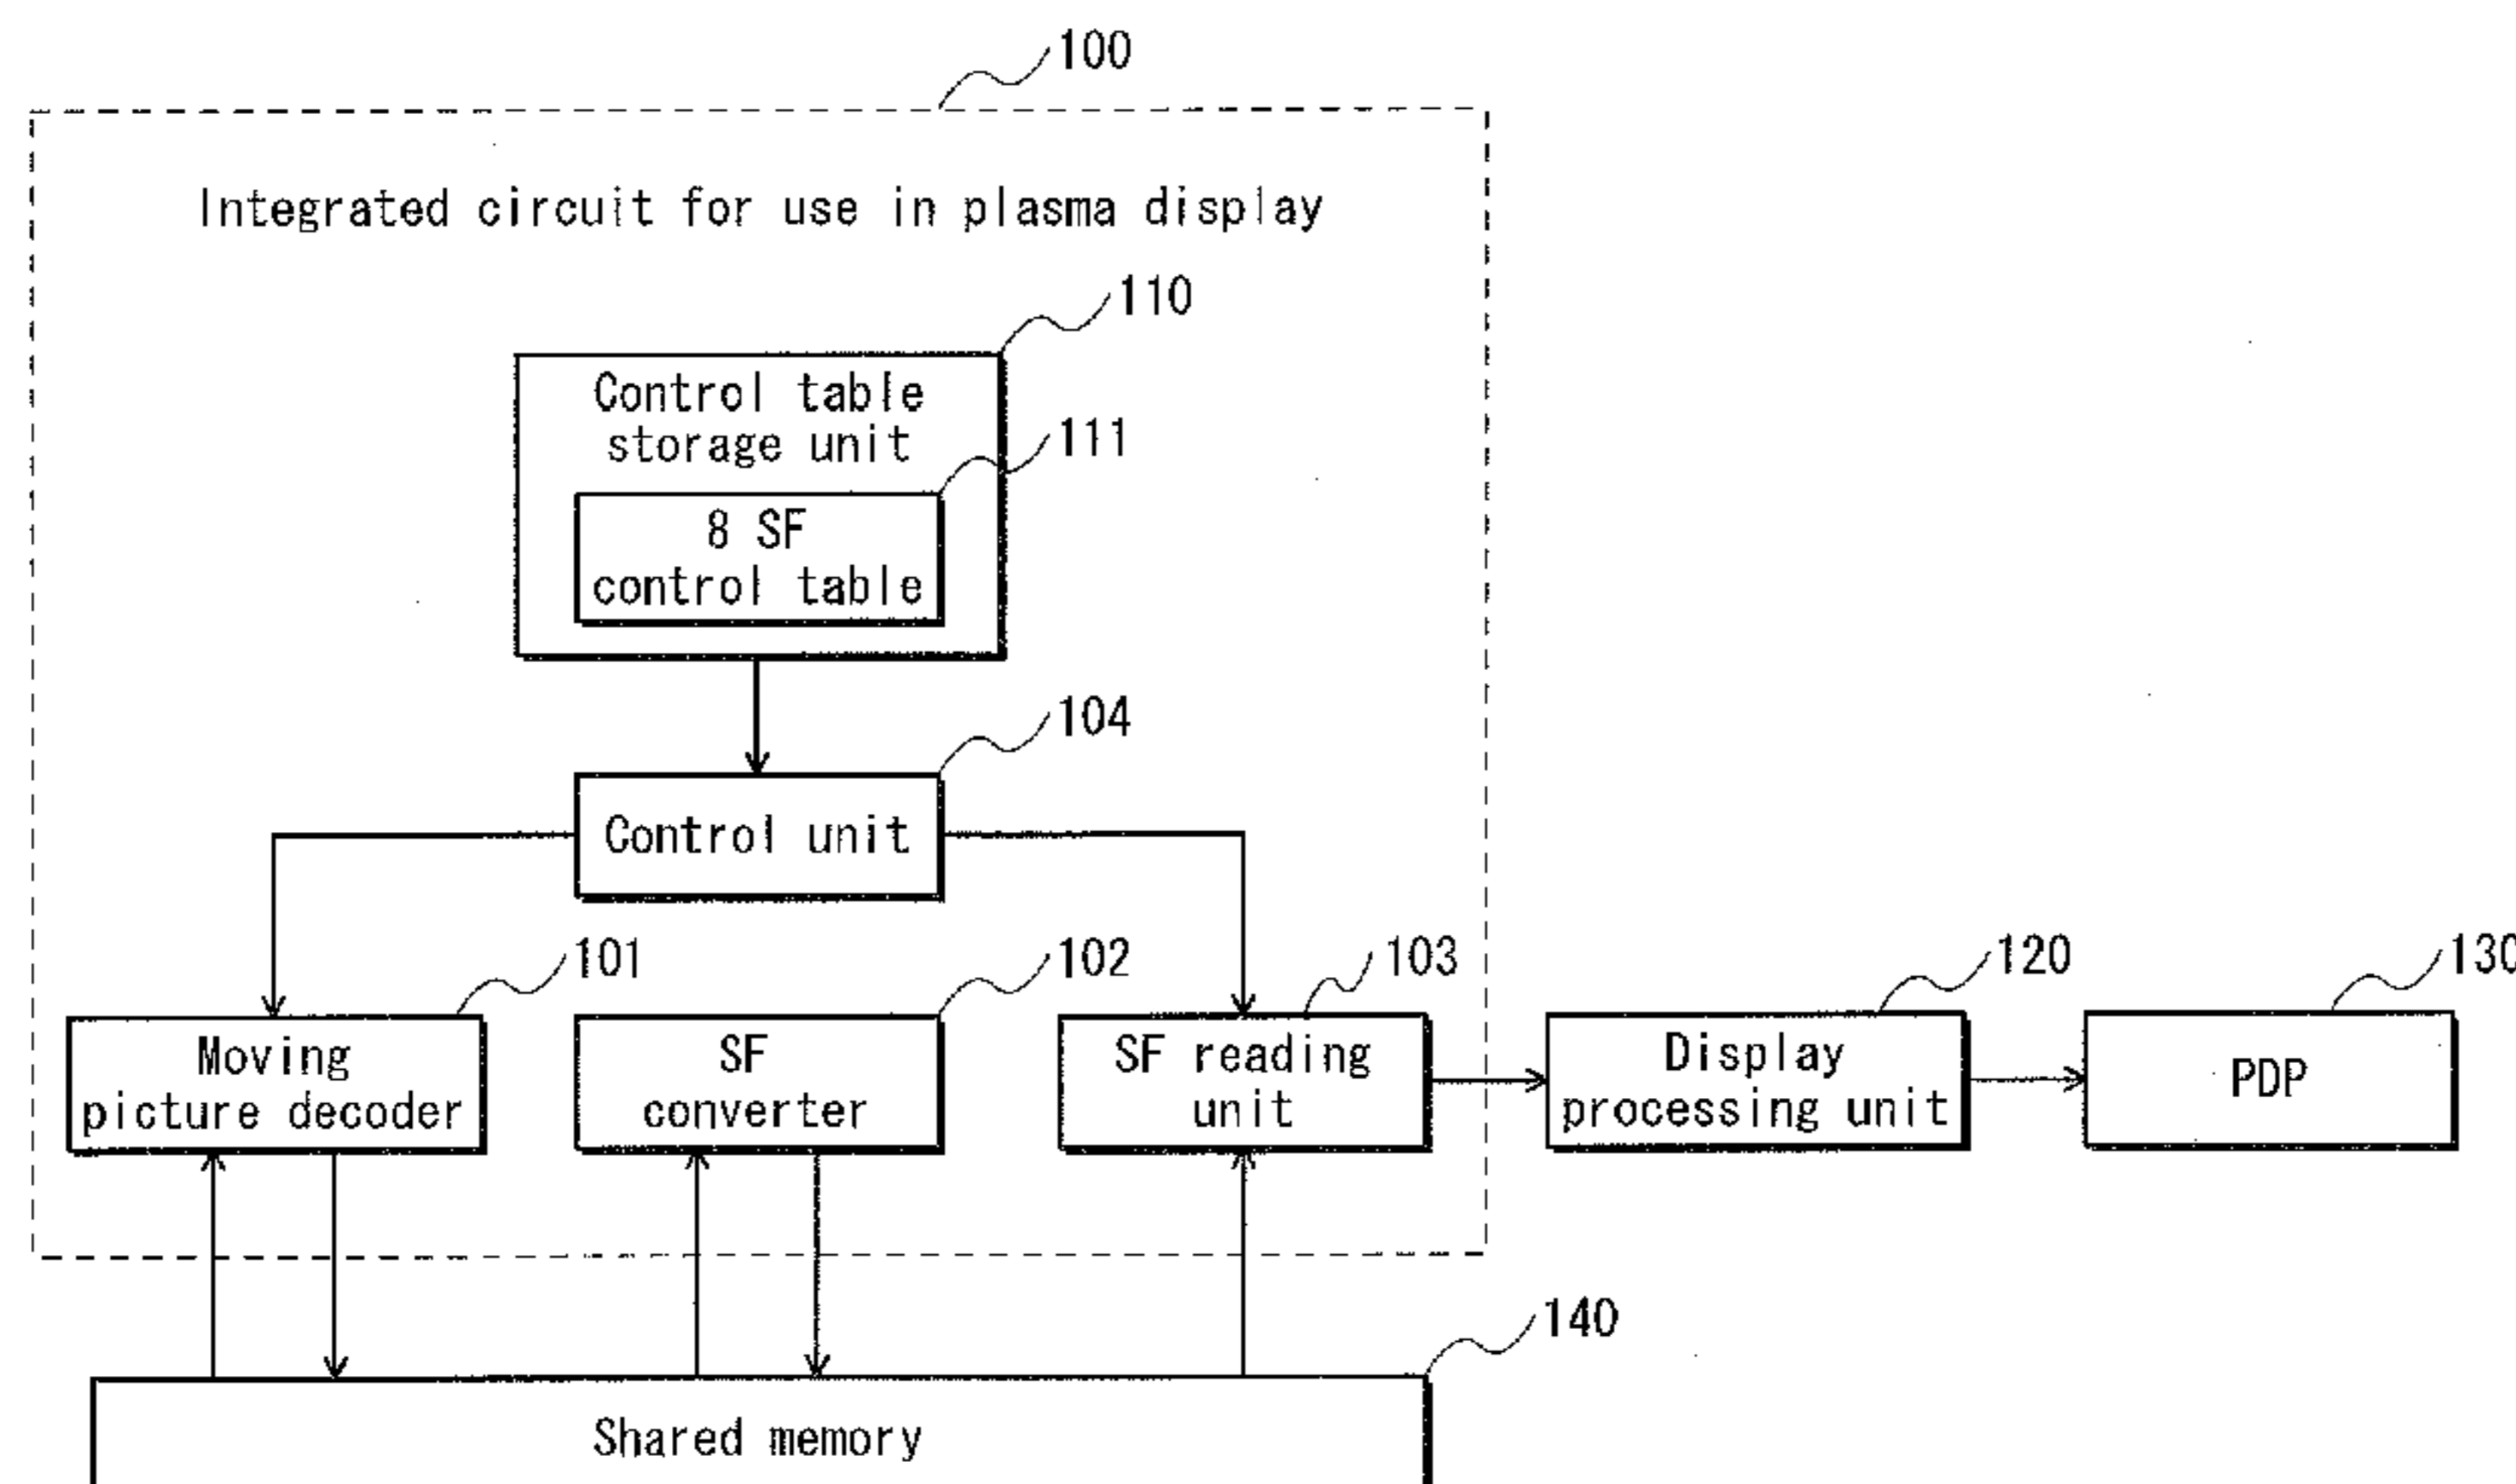 100
Integrated circuit for use in plasma display
110
Control table
storage unit
111
8 SF
control table
104
Control unit
101
102
103
120
130
Moving
picture decoder
SF
converter
SF reading
unit
Display
processing unit
PDP
140
Shared memory